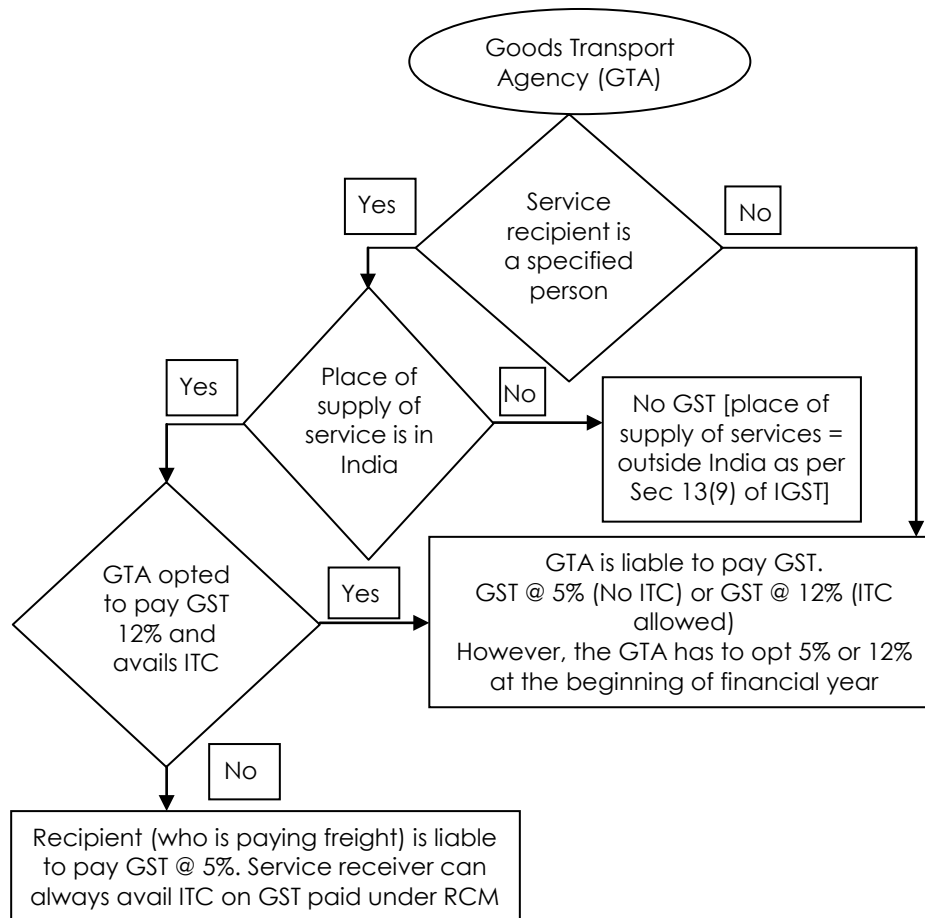 Goods Transport
Agency (GTA)
Yes
Service
recipient is
a specified
person
No
Yes
Place of
supply of
service is in
India
No
No GST [place of
supply of services =
outside India as per
Sec 13(9) of IGST]
GTA opted
to pay GST
12% and
avails ITC
Yes
GTA is liable to pay GST.
GST @ 5% (No ITC) or GST @ 12% (ITC
allowed)
However, the GTA has to opt 5% or 12%
at the beginning of financial year
No
Recipient (who is paying freight) is liable
to pay GST @ 5%. Service receiver can
always avail ITC on GST paid under RCM